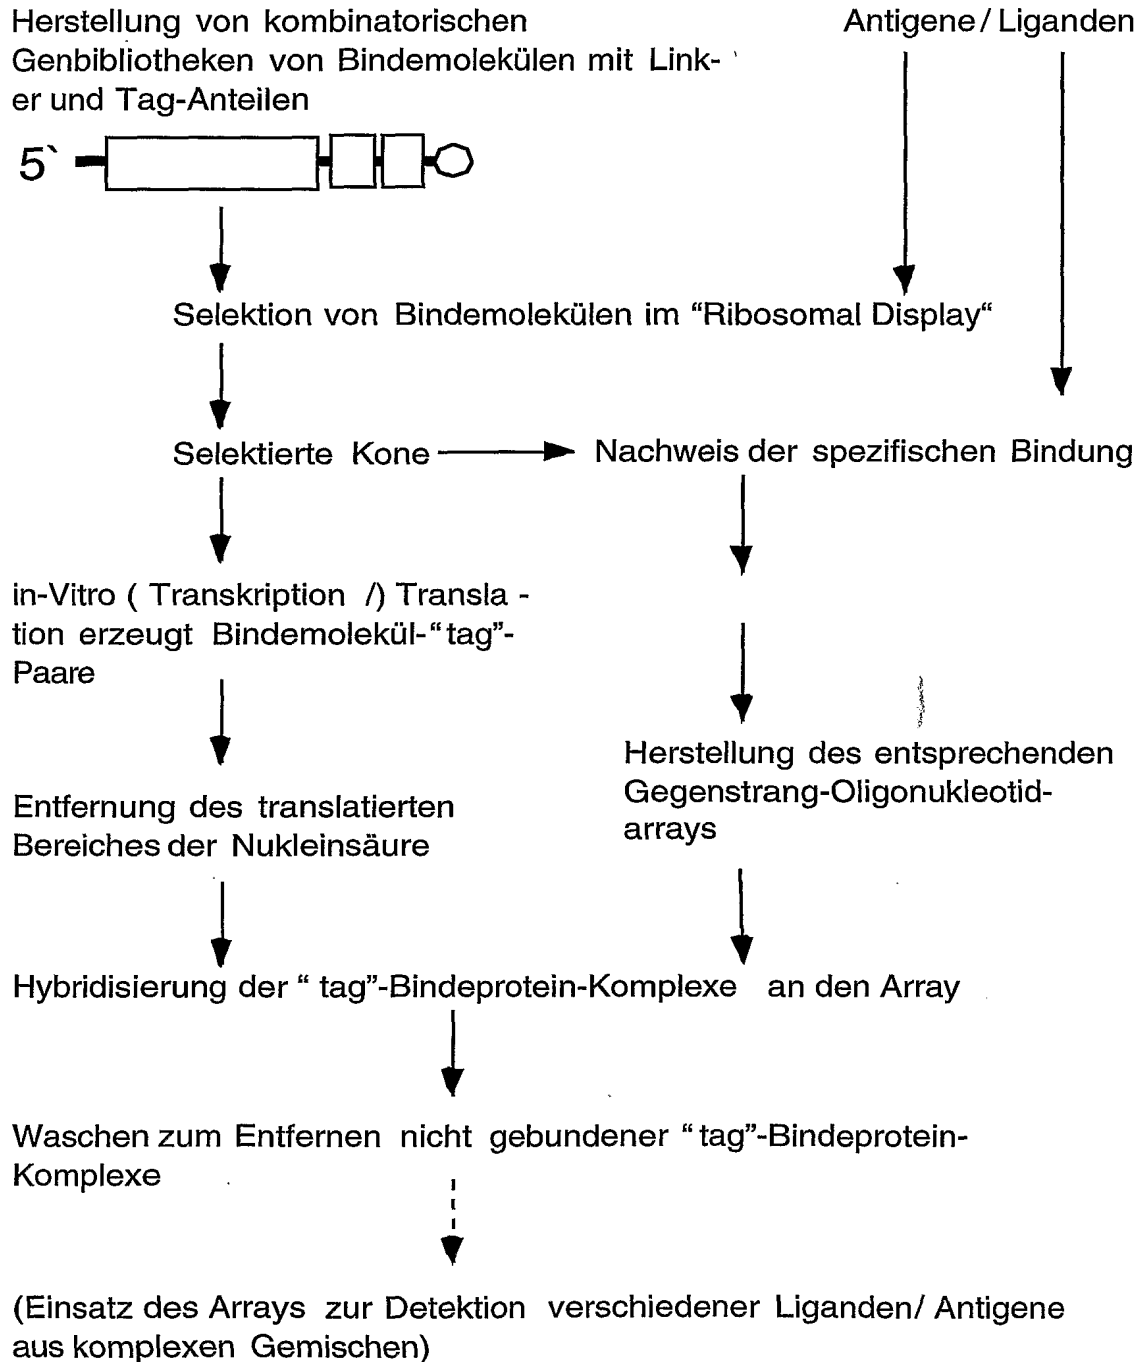 Herstellung von kombinatorischen
Genbibliotheken von Bindemolekülen mit Link-
er und Tag-Anteilen
Antigene / Liganden
5`
Selektion von Bindemolekülen im “Ribosomal Display“
Selektierte Kone
Nachweis der spezifischen Bindung
in-Vitro ( Transkription /) Transla -
tion erzeugt Bindemolekül-“tag”-
Paare
Herstellung des entsprechenden
Gegenstrang-Oligonukleotid-
arrays
Entfernung des translatierten
Bereiches der Nukleinsäure
Hybridisierung der “ tag”-Bindeprotein-Komplexe an den Array
Waschen zum Entfernen nicht gebundener “tag”-Bindeprotein-
Komplexe
(Einsatz des Arrays zur Detektion verschiedener Liganden/ Antigene
aus komplexen Gemischen)